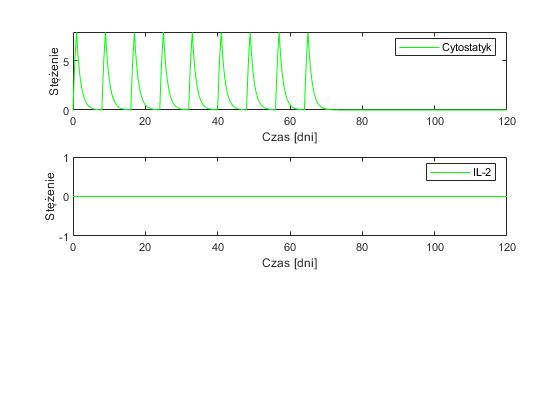 Cytostatyk
Stężenie
5
0
0 20 40 60 80 100 120
Czas [dni]
IL-2
Stężenie
1
0
-1
0 20 40 60 80 100 120
Czas [dni]